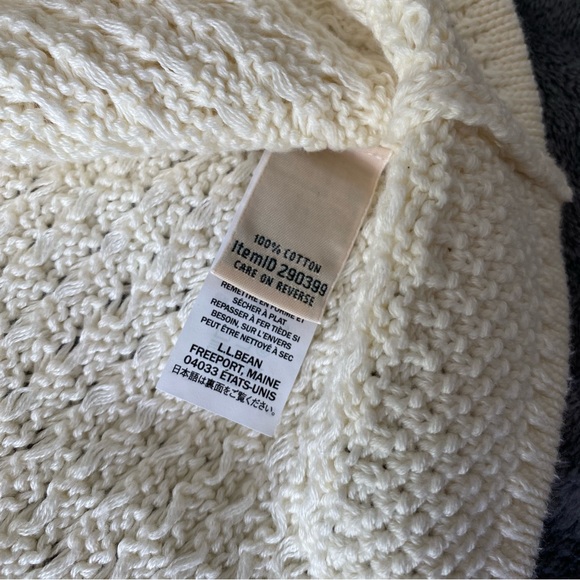 100% COTTON
ItemID 290399
CARE ON REVERSE
REMETTRE EN FORME ET
SÉCHER À PLAT
REPASSER À FER TIÈDE SI
BESOIN, SUR L'ENVERS
PEUT ÊTRE NETTOYÉ À SEC
L.L.BEAN
FREEPORT, MAINE
04033 ETATS-UNIS
日本語は裏面をご覧ください。